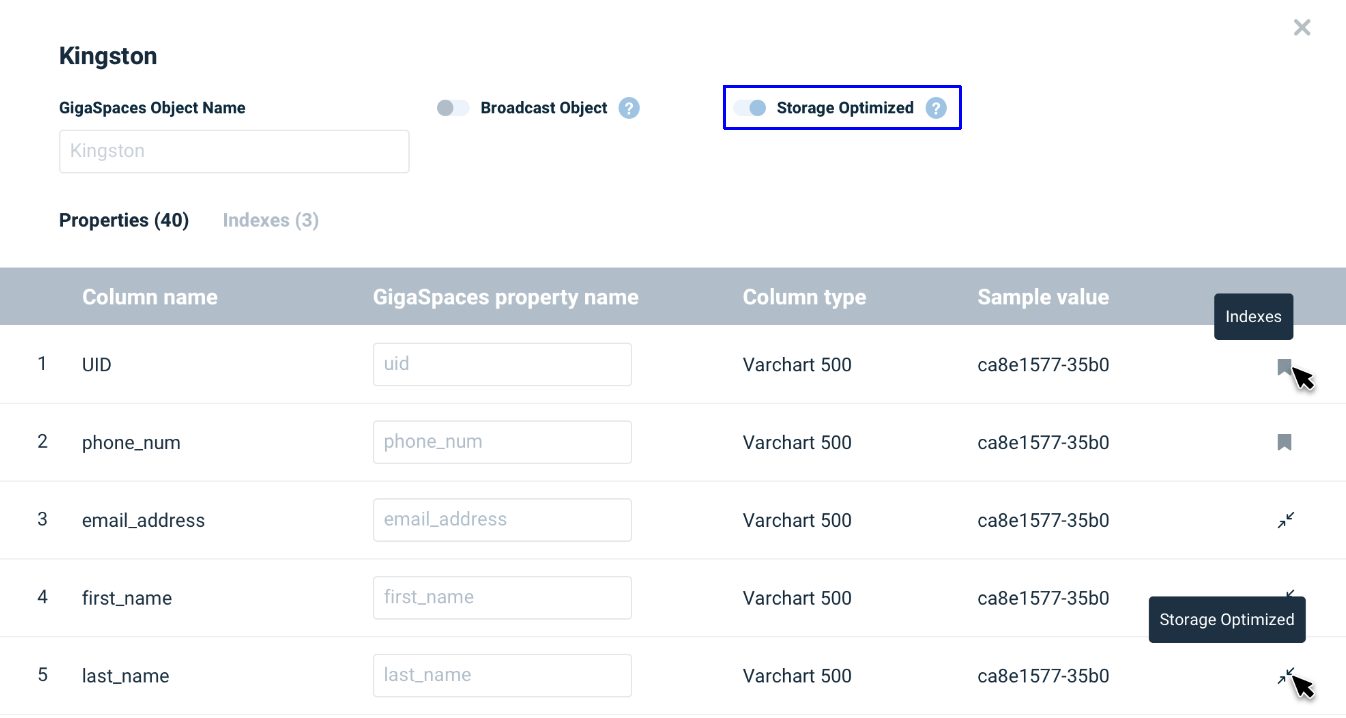 Kingston
GigaSpaces Object Name
Broadcast Object ?
Storage Optimized ?
Kingston
Properties (40) Indexes (3)
Column name GigaSpaces property name Column type Sample value
Indexes
1 UID uid Varchart 500 ca8e1577-35b0
2 phone_num phone_num Varchart 500 ca8e1577-35b0
3 email_address email_address Varchart 500 ca8e1577-35b0
4 first_name first_name Varchart 500 ca8e1577-35b0
Storage Optimized
5 last_name last_name Varchart 500 ca8e1577-35b0